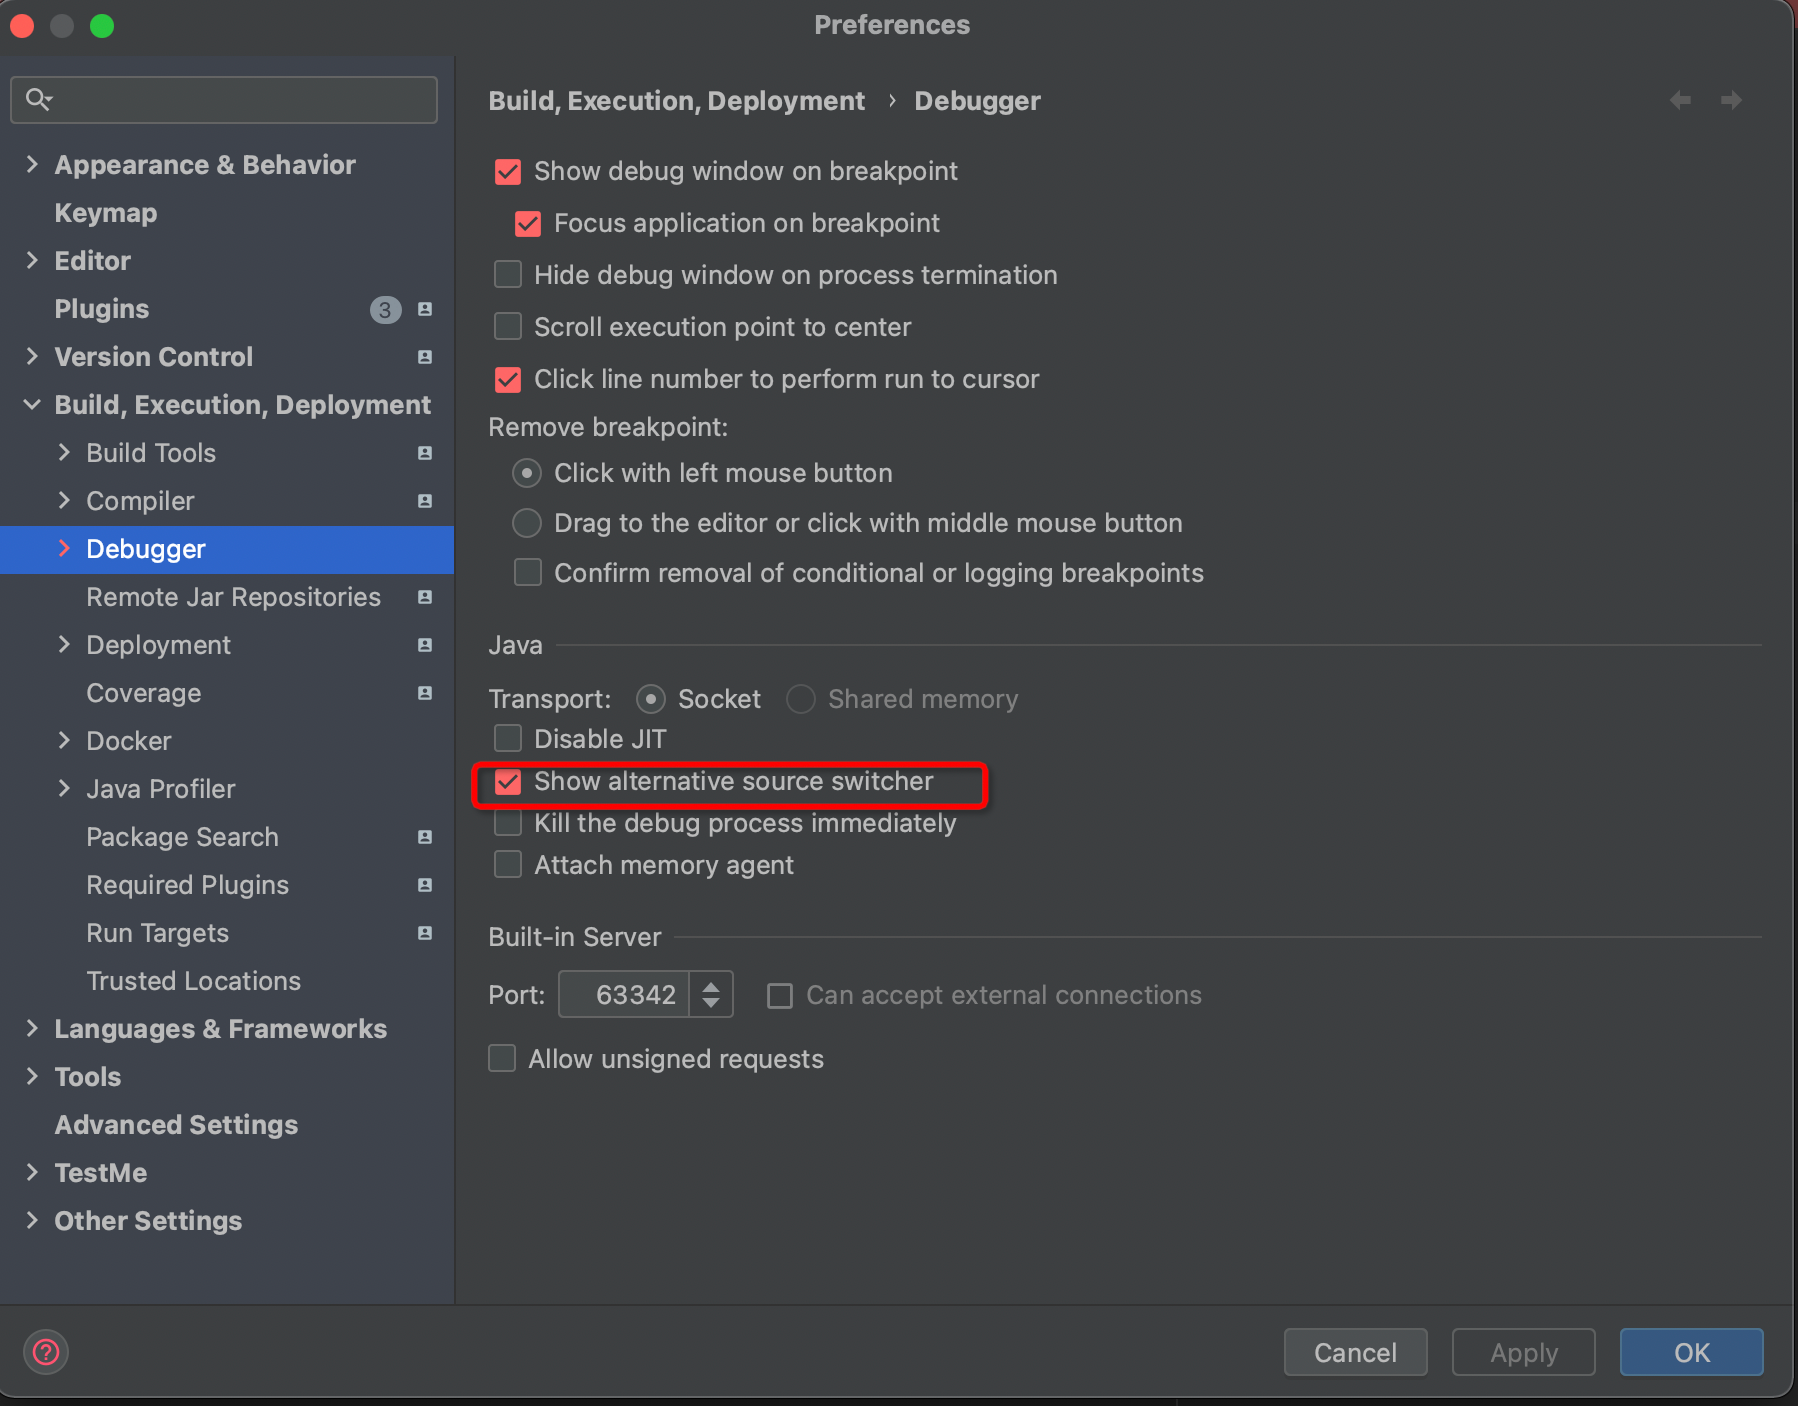 Preferences
Build, Execution, Deployment › Debugger
Appearance & Behavior
Keymap
Editor
Plugins 3
Version Control
Build, Execution, Deployment
Build Tools
Compiler
Debugger
Remote Jar Repositories
Deployment
Coverage
Docker
Java Profiler
Package Search
Required Plugins
Run Targets
Trusted Locations
Languages & Frameworks
Tools
Advanced Settings
TestMe
Other Settings
Show debug window on breakpoint
Focus application on breakpoint
Hide debug window on process termination
Scroll execution point to center
Click line number to perform run to cursor
Remove breakpoint:
Click with left mouse button
Drag to the editor or click with middle mouse button
Confirm removal of conditional or logging breakpoints
Java
Transport: Socket Shared memory
Disable JIT
Show alternative source switcher
Kill the debug process immediately
Attach memory agent
Built-in Server
Port: 63342 Can accept external connections
Allow unsigned requests
? Cancel Apply OK